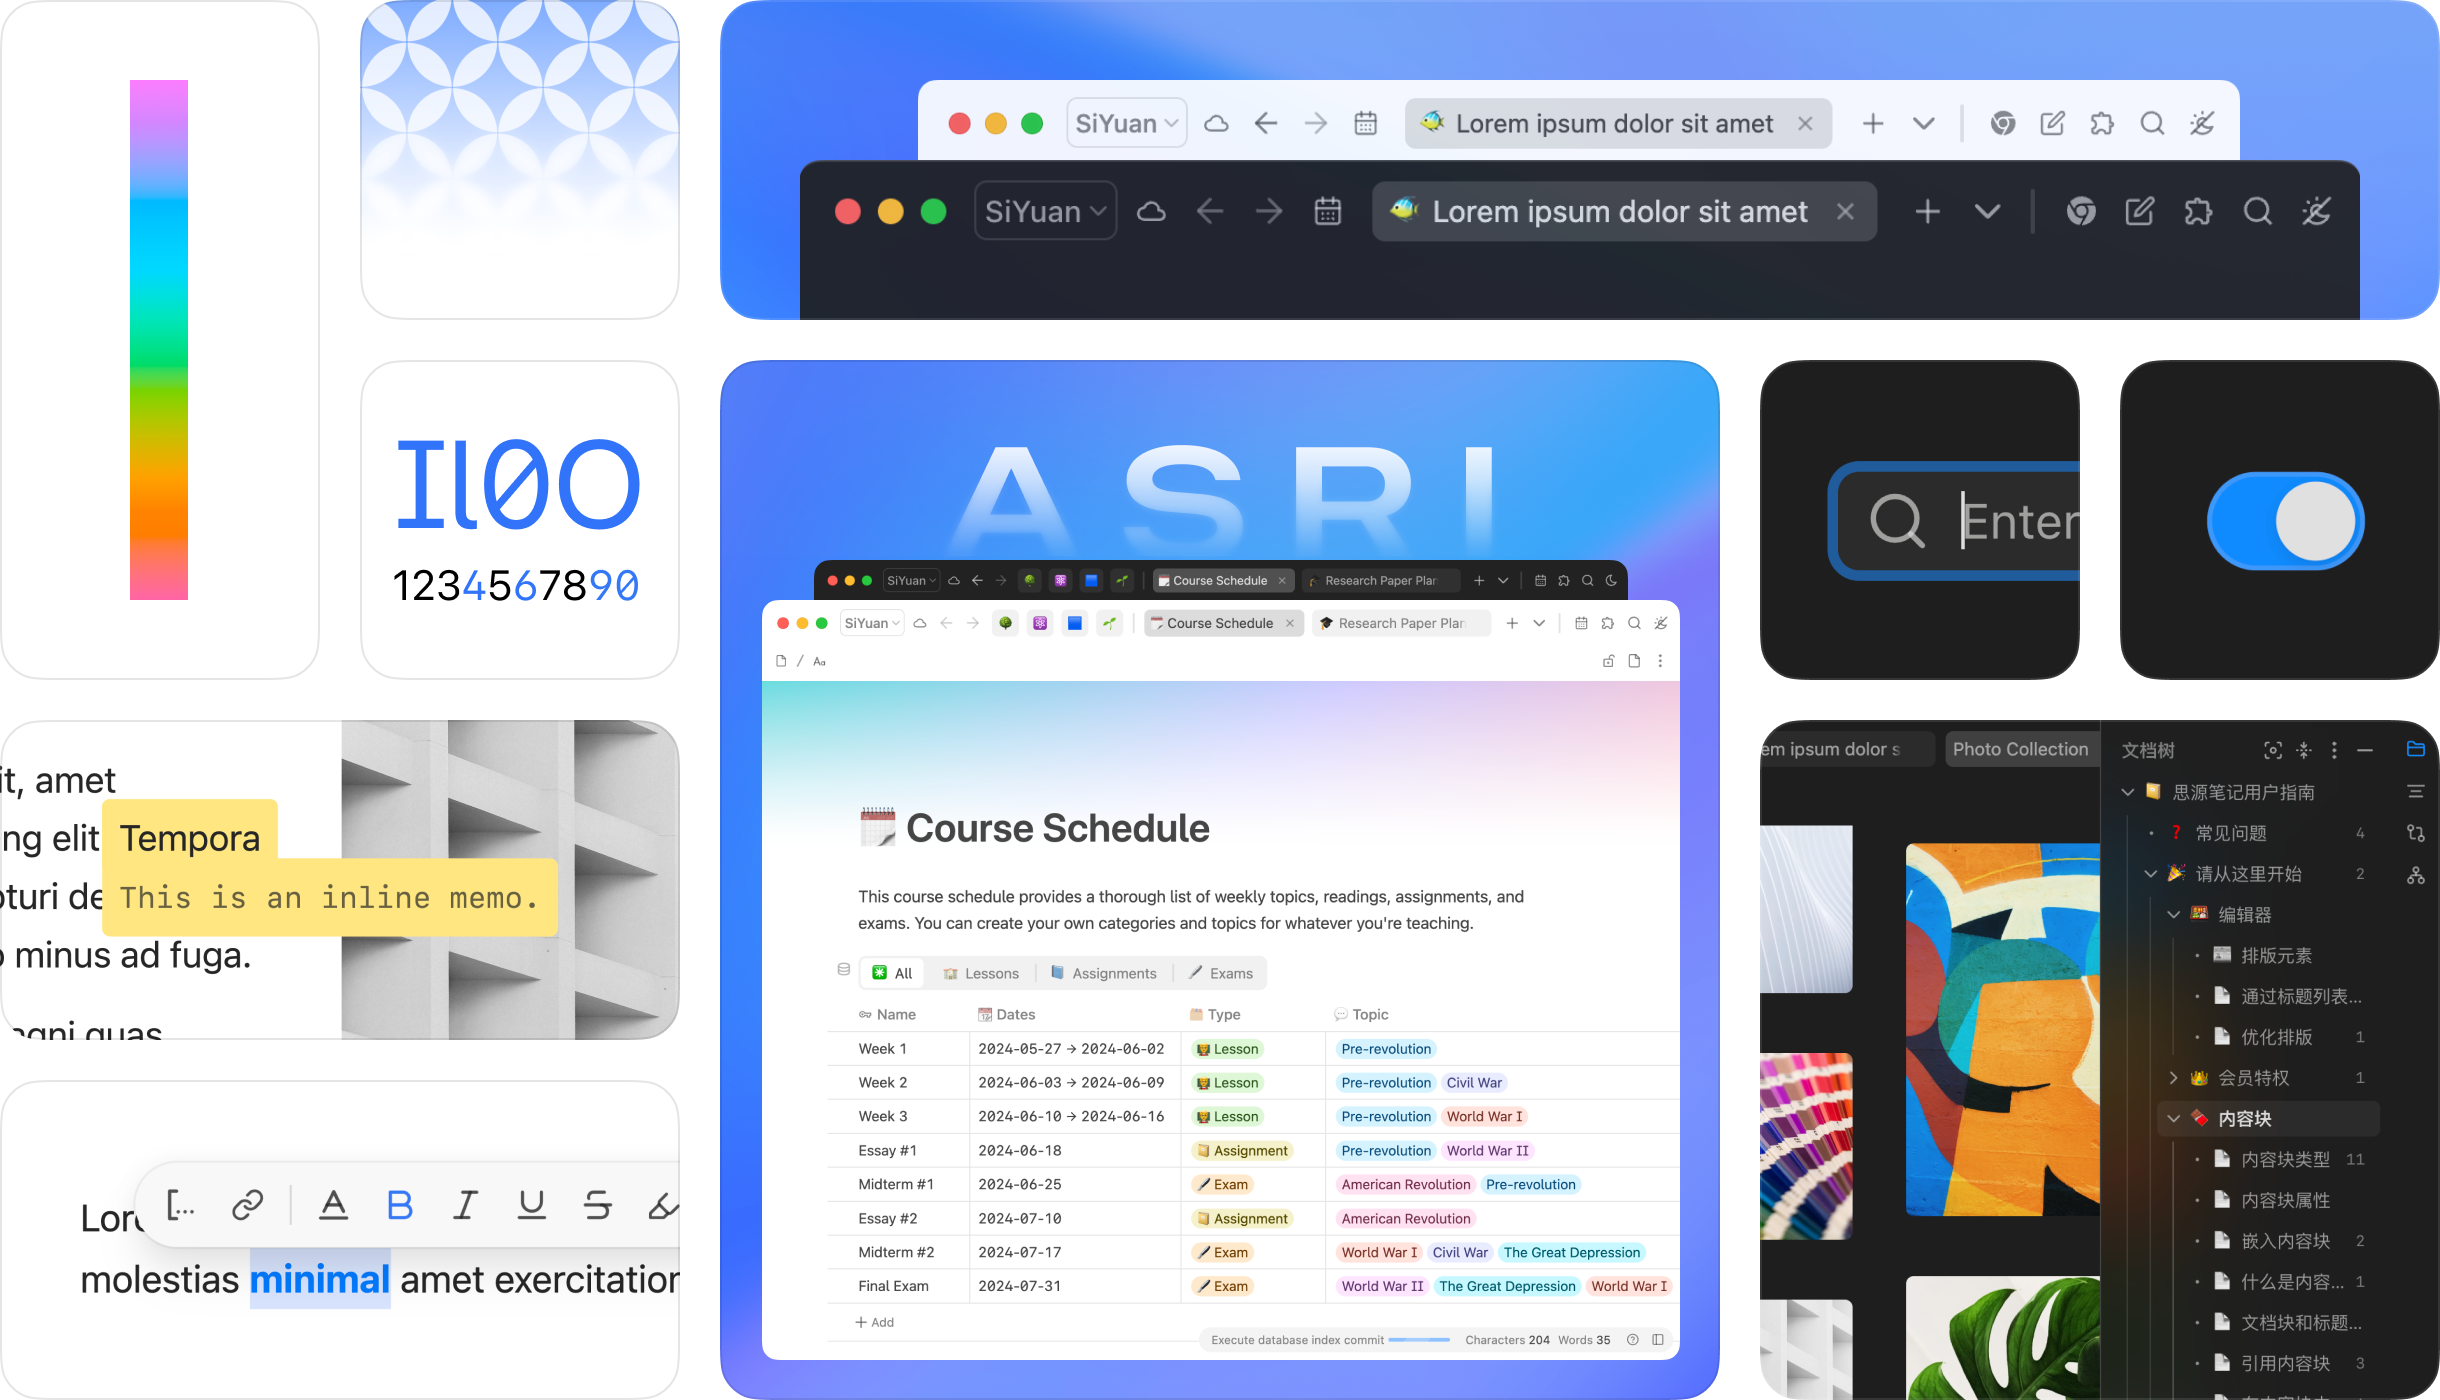 SiYuan
Lorem ipsum dolor sit amet
SiYuan
Lorem ipsum dolor sit amet
Il0O
1234567890
ASRI
SiYuan
Course Schedule
Research Paper Plan
SiYuan
Course Schedule
Research Paper Plan
/ Aa
Course Schedule
This course schedule provides a thorough list of weekly topics, readings, assignments, and
exams. You can create your own categories and topics for whatever you're teaching.
All Lessons Assignments Exams
Name Dates Type Topic
Week 1 2024-05-27 → 2024-06-02 Lesson Pre-revolution
Week 2 2024-06-03 → 2024-06-09 Lesson Pre-revolution Civil War
Week 3 2024-06-10 → 2024-06-16 Lesson Pre-revolution World War I
Essay #1 2024-06-18 Assignment Pre-revolution World War II
Midterm #1 2024-06-25 Exam American Revolution Pre-revolution
Essay #2 2024-07-10 Assignment American Revolution
Midterm #2 2024-07-17 Exam World War I Civil War The Great Depression
Final Exam 2024-07-31 Exam World War II The Great Depression World War I
+ Add
Execute database index commit Characters 204 Words 35
Enter
it, amet
ng elit Tempora
pturi de This is an inline memo.
o minus ad fuga.
agni quas
Lor
A B I U S
molestias minimal amet exercitation
em ipsum dolor s
Photo Collection
文档树
思源笔记用户指南
常见问题 4
请从这里开始 2
编辑器
排版元素
通过标题列表...
优化排版 1
会员特权 1
内容块
内容块类型 11
内容块属性
嵌入内容块 2
什么是内容... 1
文档块和标题...
引用内容块 3